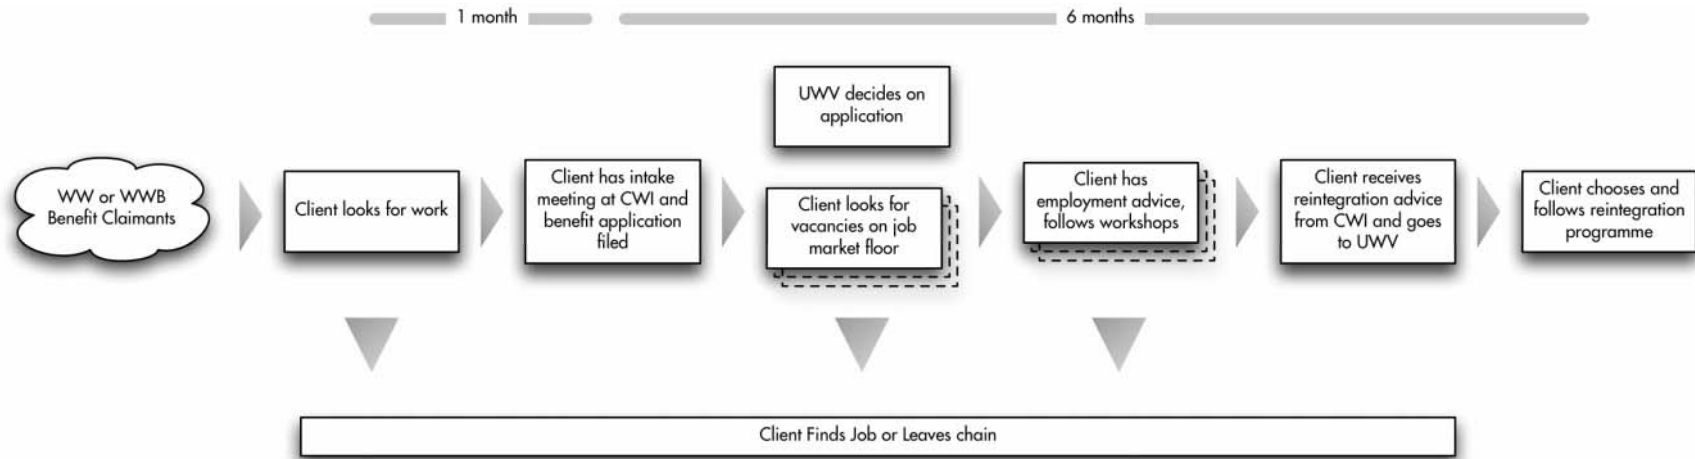 1 month
6 months
UWV decides on
application
WW or WWB
Benefit Claimants
Client looks for work
Client has intake
meeting at CWI and
benefit application
filed
Client looks for
vacancies on job
market floor
Client has
employment advice,
follows workshops
Client receives
reintegration advice
from CWI and goes
to UWV
Client chooses and
follows reintegration
programme
Client Finds Job or Leaves chain